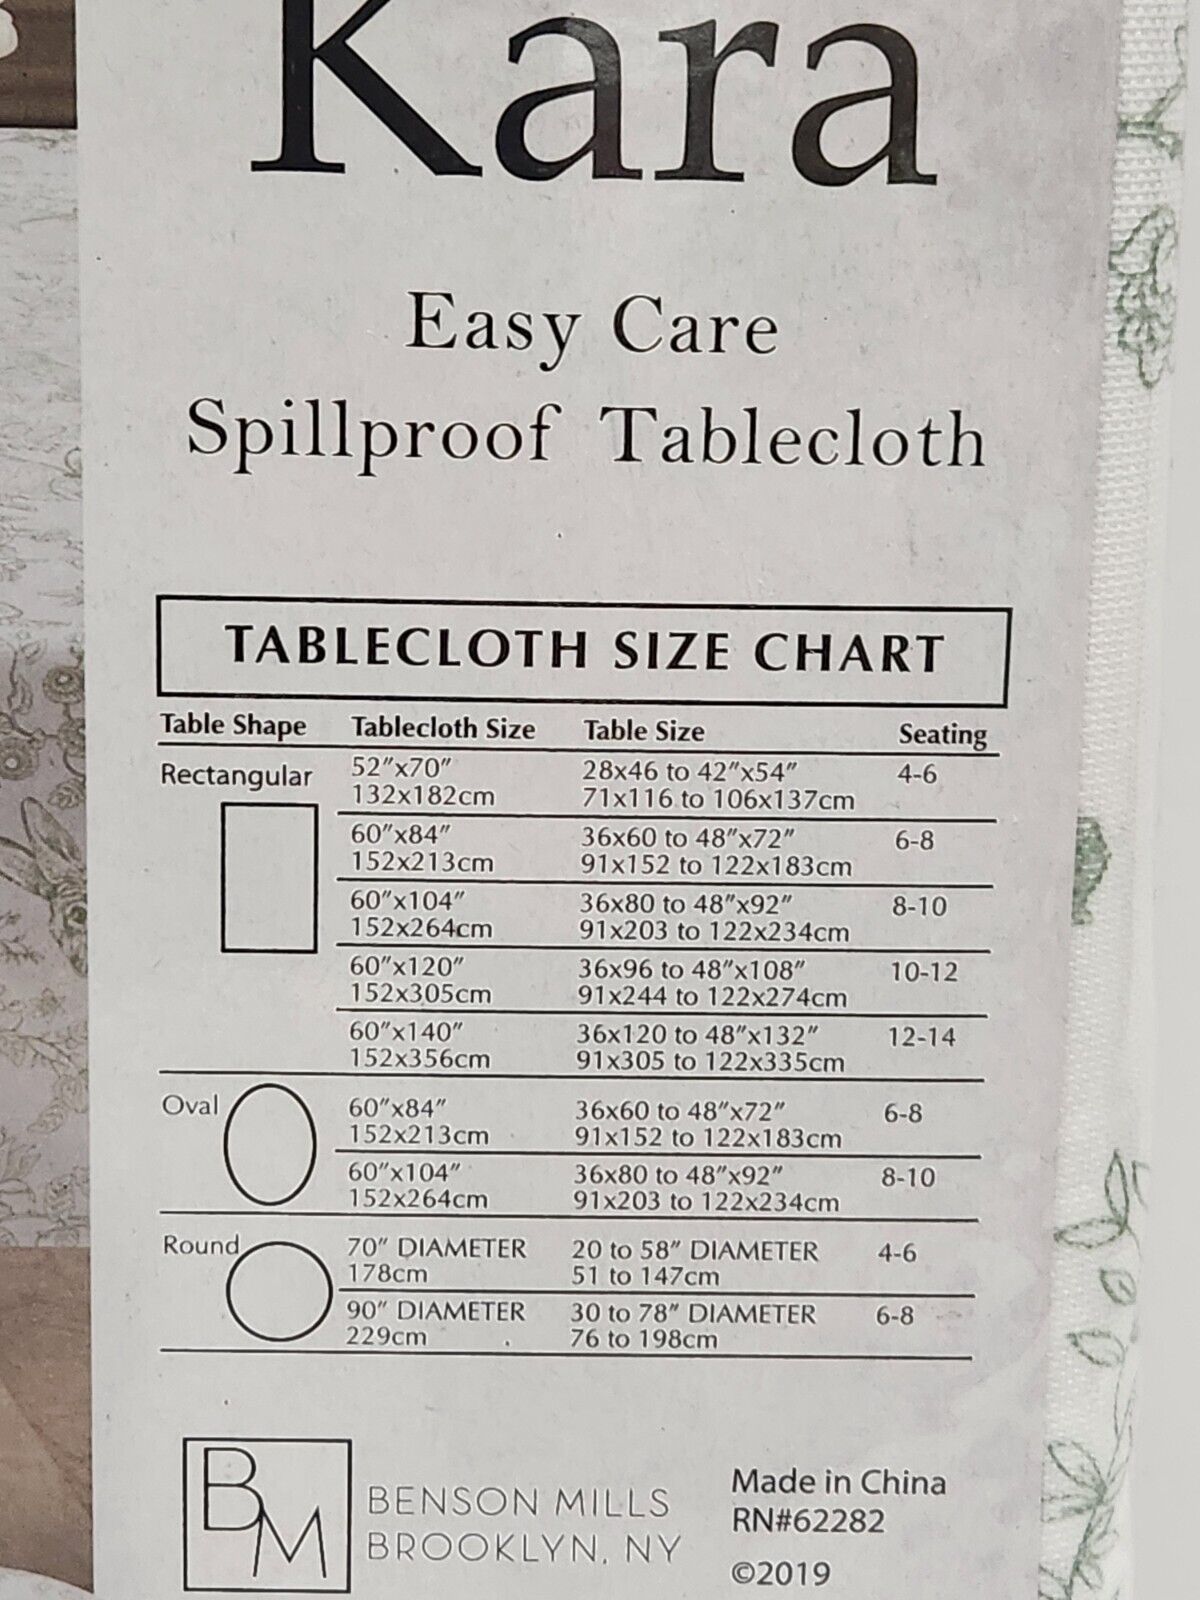 Kara
Easy Care
Spillproof Tablecloth
TABLECLOTH SIZE CHART
Table Shape Tablecloth Size Table Size Seating
Rectangular 52"x70" 28x46 to 42"x54" 4-6
132x182cm 71x116 to 106x137cm
60"x84" 36x60 to 48"x72" 6-8
152x213cm 91x152 to 122x183cm
60"x104" 36x80 to 48"x92" 8-10
152x264cm 91x203 to 122x234cm
60"x120" 36x96 to 48"x108" 10-12
152x305cm 91x244 to 122x274cm
60"x140" 36x120 to 48"x132" 12-14
152x356cm 91x305 to 122x335cm
Oval 60"x84" 36x60 to 48"x72" 6-8
152x213cm 91x152 to 122x183cm
60"x104" 36x80 to 48"x92" 8-10
152x264cm 91x203 to 122x234cm
Round 70" DIAMETER 20 to 58" DIAMETER 4-6
178cm 51 to 147cm
90" DIAMETER 30 to 78" DIAMETER 6-8
229cm 76 to 198cm
BM
BENSON MILLS
BROOKLYN, NY
Made in China
RN#62282
©2019